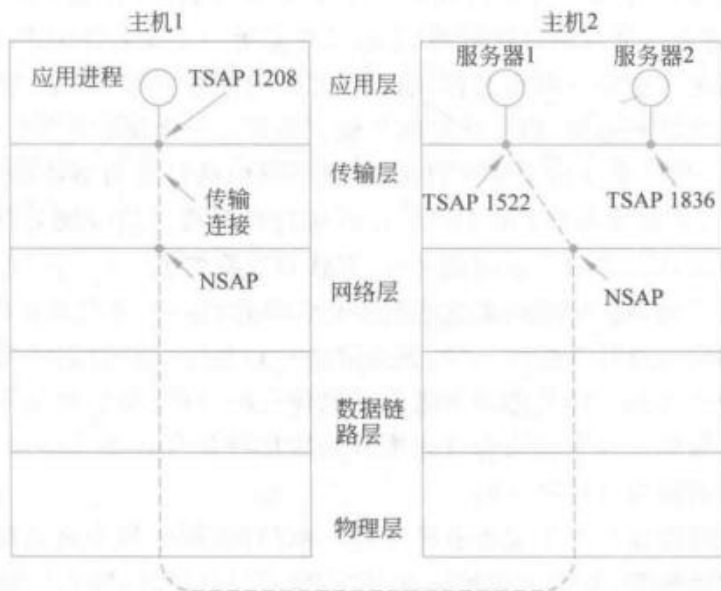 主机1
主机2
应用进程
TSAP 1208
应用层
服务器1
服务器2
传输层
传输
连接
TSAP 1522
TSAP 1836
NSAP
网络层
NSAP
数据链
路层
物理层